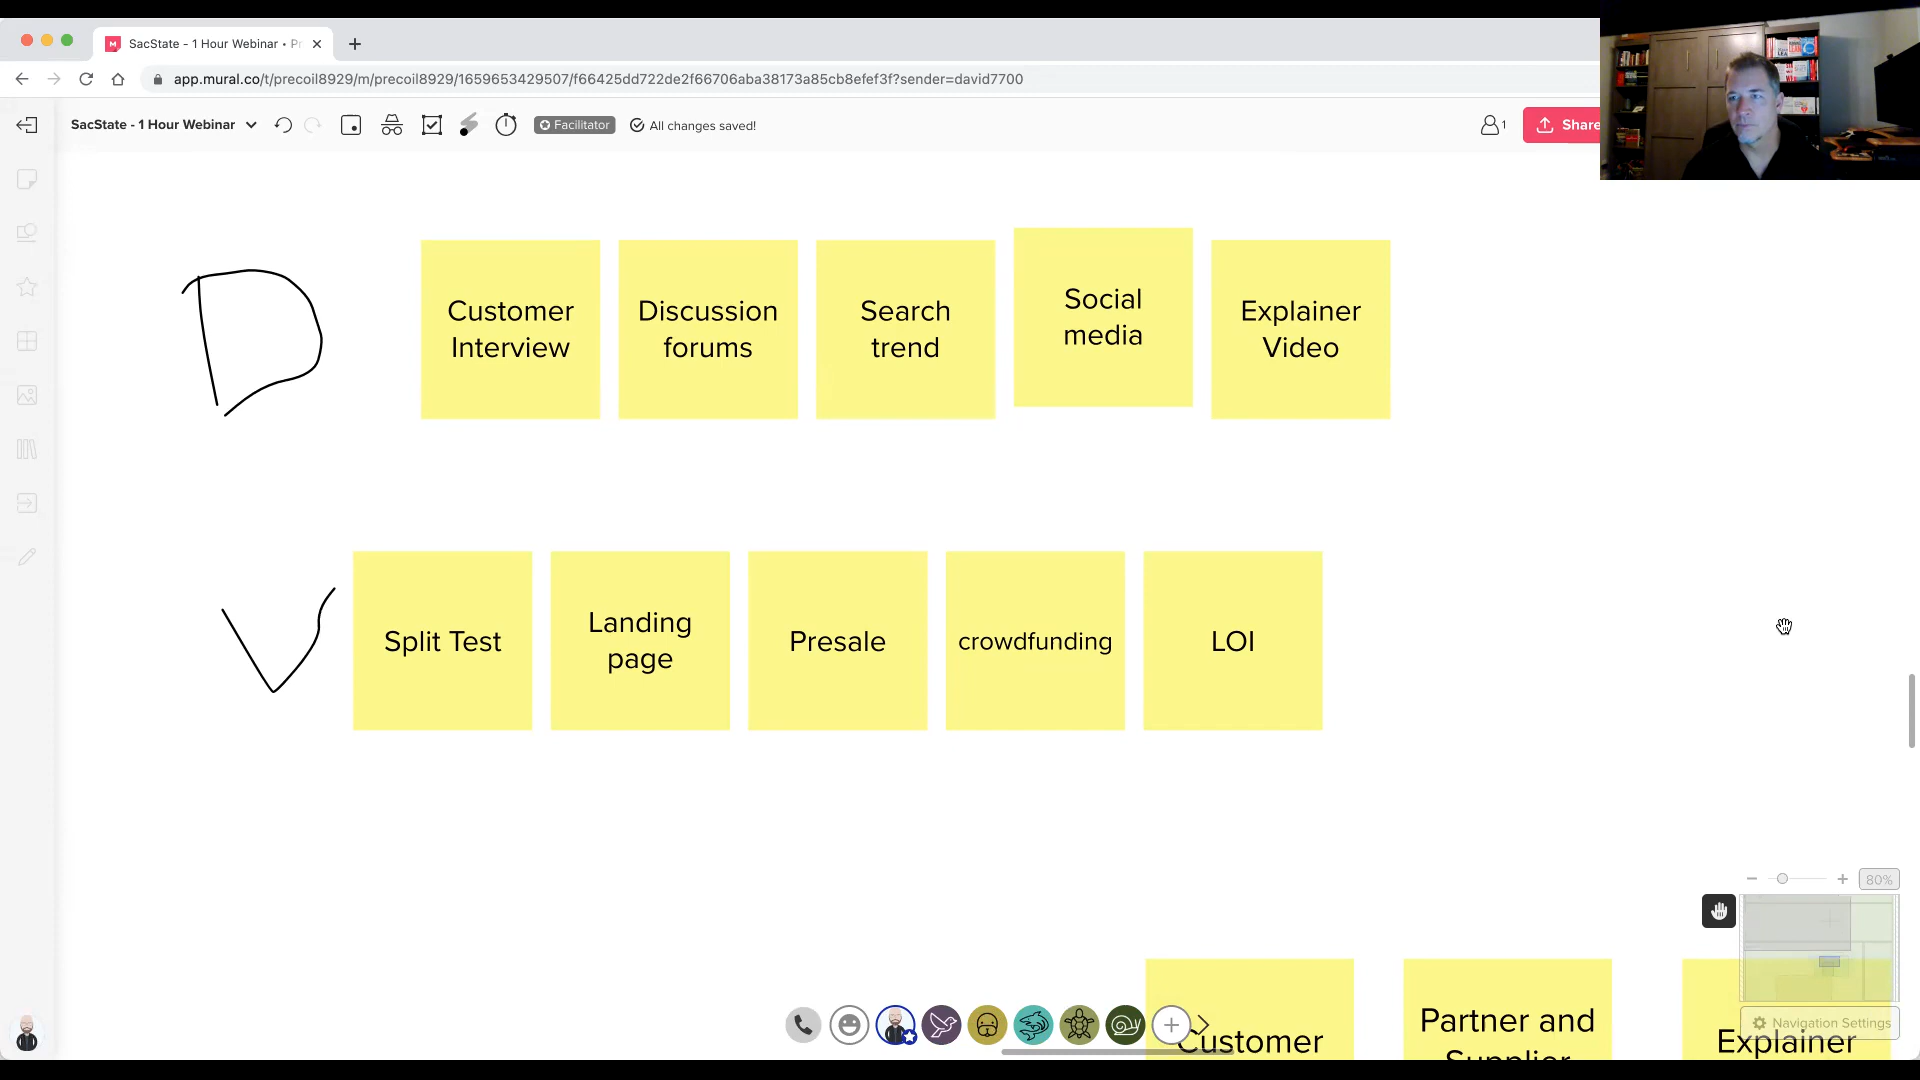 SacState - 1 Hour Webinar • Pr
app.mural.co/t/precoil8929/m/precoil8929/1659653429507/f66425dd722de2f66706aba38173a85cb8efef3f?sender=david7700
SacState - 1 Hour Webinar
Facilitator
All changes saved!
1
Share
D
Customer
Interview
Discussion
forums
Search
trend
Social
media
Explainer
Video
V
Split Test
Landing
page
Presale
crowdfunding
LOI
80%
Customer
Partner and
Supplier
Explainer
Navigation Settings